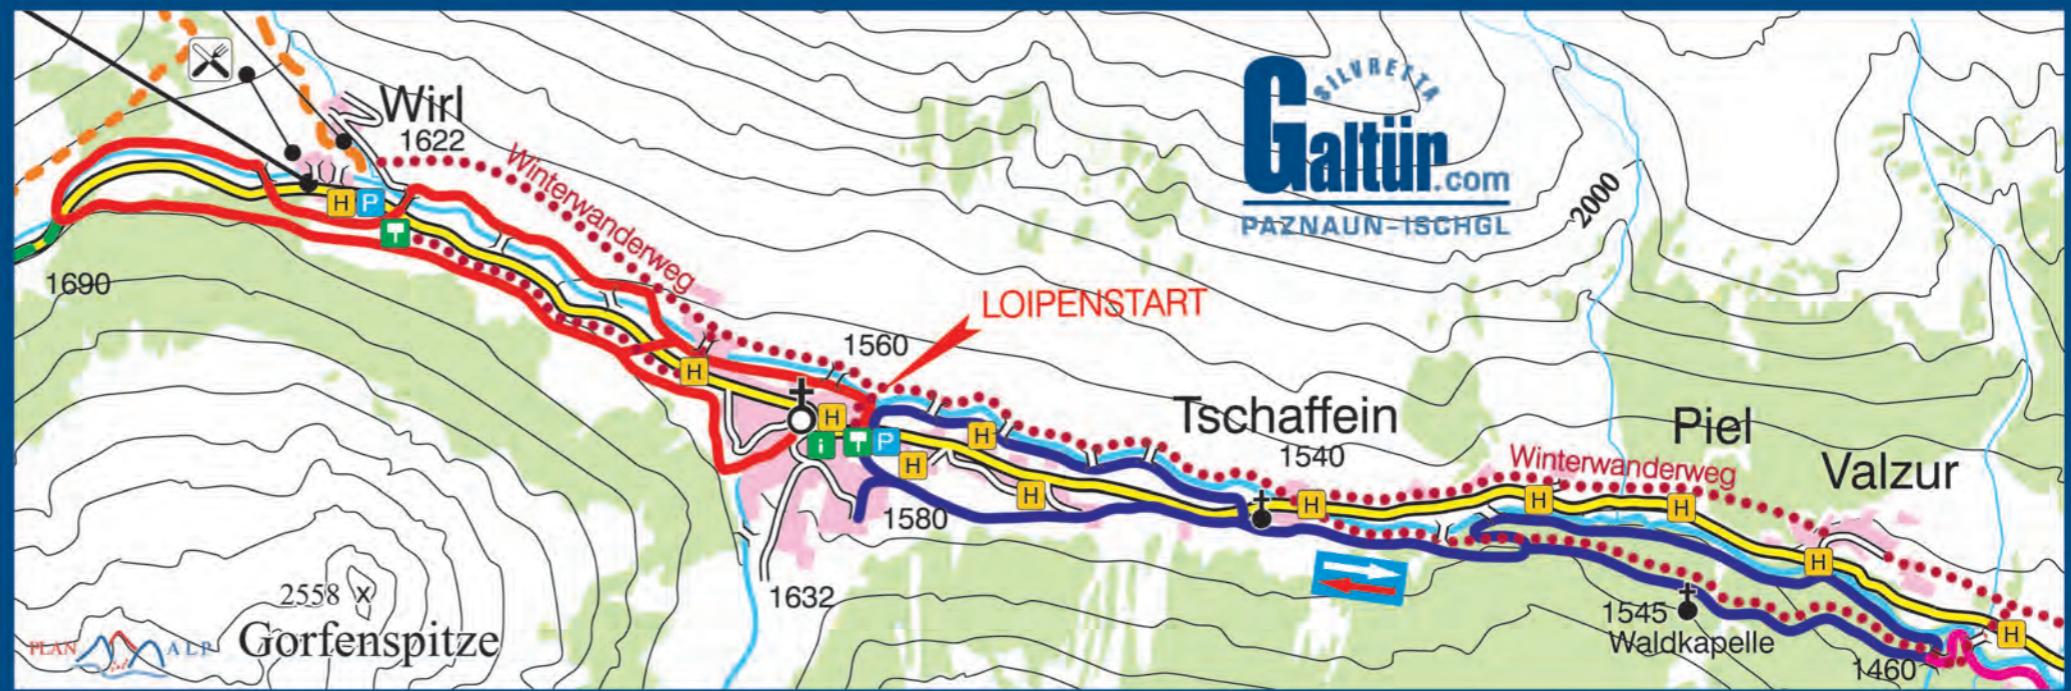 Wirl
1622
Winterwanderweg
H
P
T
1690
SILVRETTA
Galtür.com
PAZNAUN-ISCHGL
2000
LOIPENSTART
1560
H
H
i
T
P
H
H
H
1580
1632
Tschaffein
1540
H
Winterwanderweg
H
Piel
H
Valzur
H
H
1545
Waldkapelle
1460
2558 x
Gorfenspitze
PLAN ALP